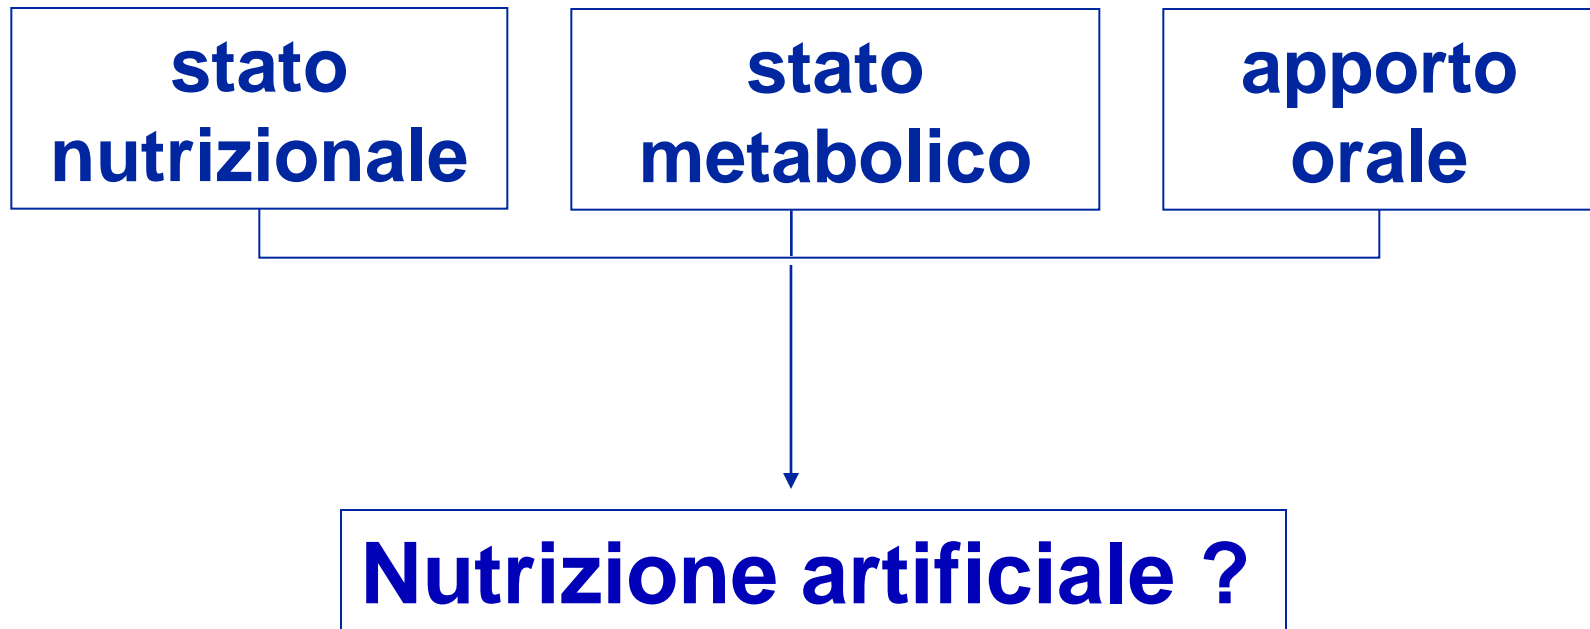 stato
nutrizionale
stato
metabolico
apporto
orale
Nutrizione artificiale ?